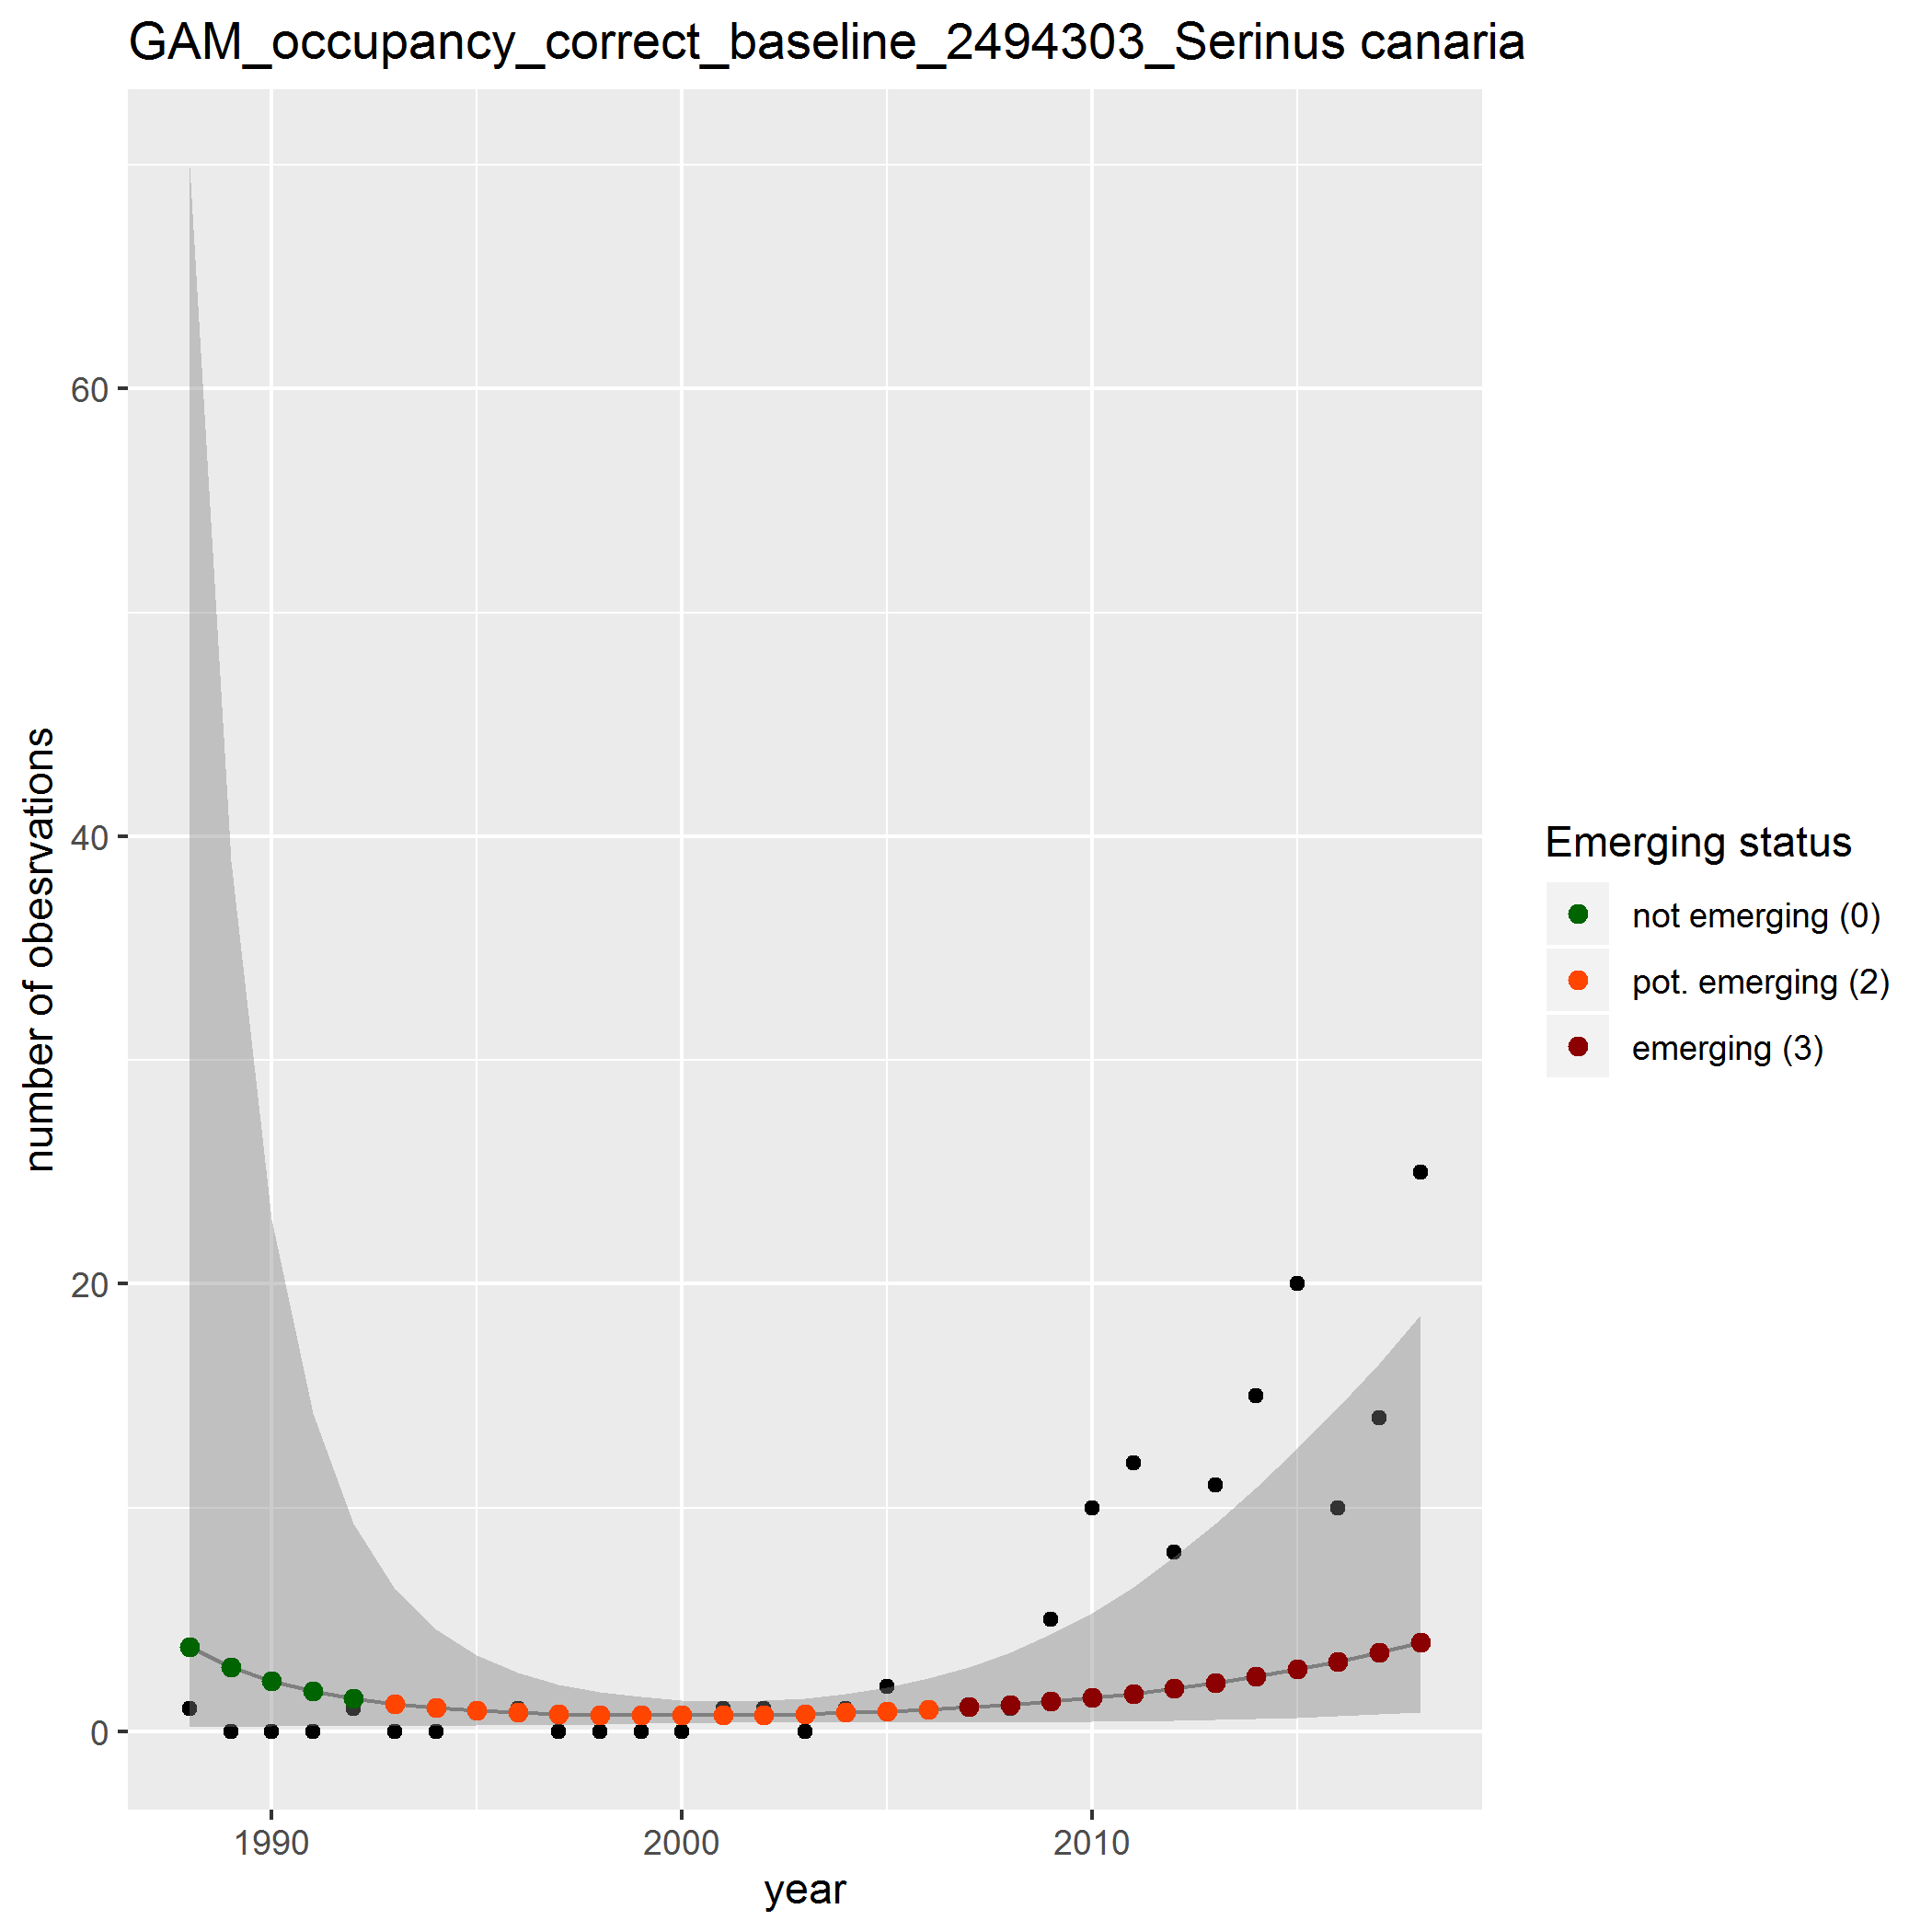 GAM_occupancy_correct_baseline_2494303_Serinus canaria
number of obesrvations
60
40
20
0
1990
2000
2010
year
Emerging status
not emerging (0)
pot. emerging (2)
emerging (3)